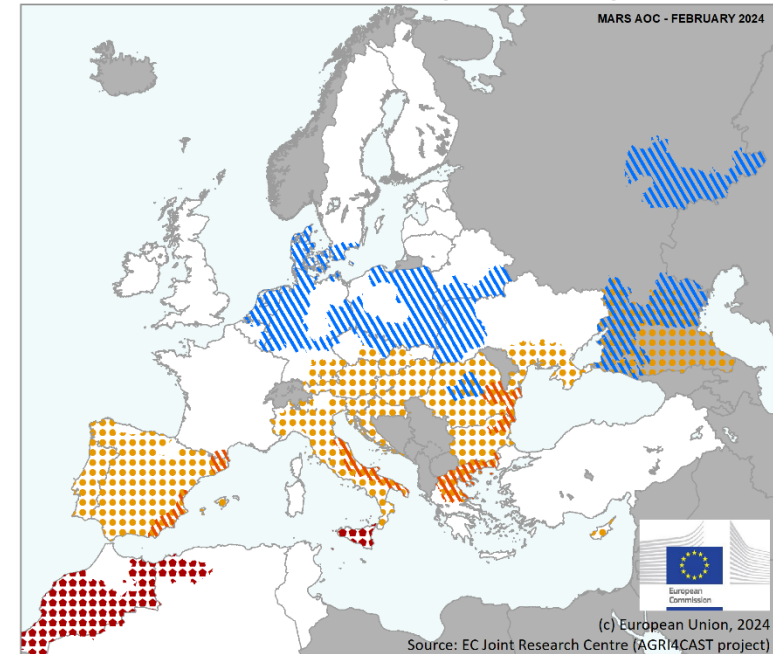 MARS AOC - FEBRUARY 2024
European
Commission
(c) European Union, 2024
Source: EC Joint Research Centre (AGRI4CAST project)